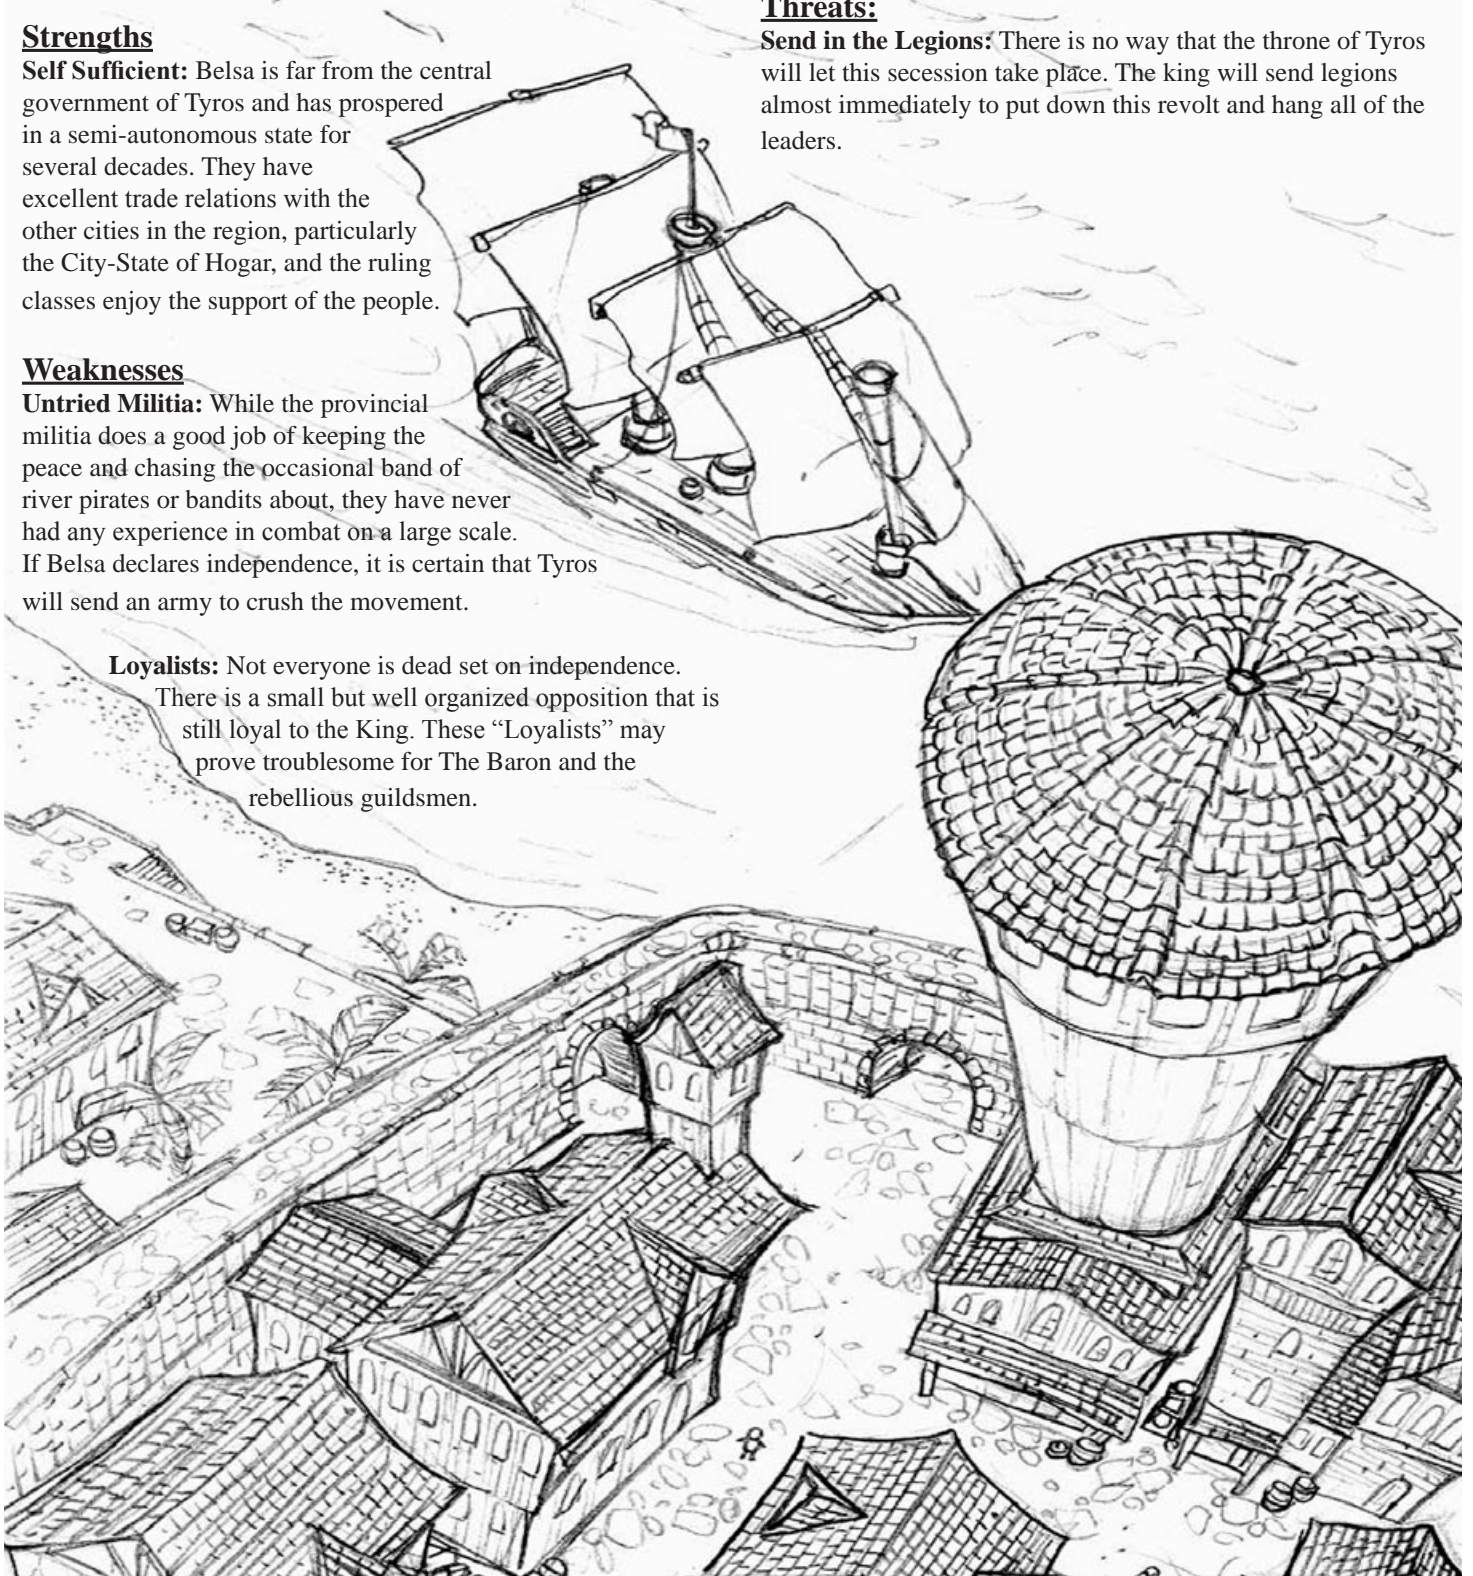 Strengths
Self Sufficient: Belsa is far from the central
government of Tyros and has prospered
in a semi-autonomous state for
several decades. They have
excellent trade relations with the
other cities in the region, particularly
the City-State of Hogar, and the ruling
classes enjoy the support of the people.
Weaknesses
Untried Militia: While the provincial
militia does a good job of keeping the
peace and chasing the occasional band of
river pirates or bandits about, they have never
had any experience in combat on a large scale.
If Belsa declares independence, it is certain that Tyros
will send an army to crush the movement.
Loyalists: Not everyone is dead set on independence.
There is a small but well organized opposition that is
still loyal to the King. These “Loyalists” may
prove troublesome for The Baron and the
rebellious guildsmen.
Threats:
Send in the Legions: There is no way that the throne of Tyros
will let this secession take place. The king will send legions
almost immediately to put down this revolt and hang all of the
leaders.